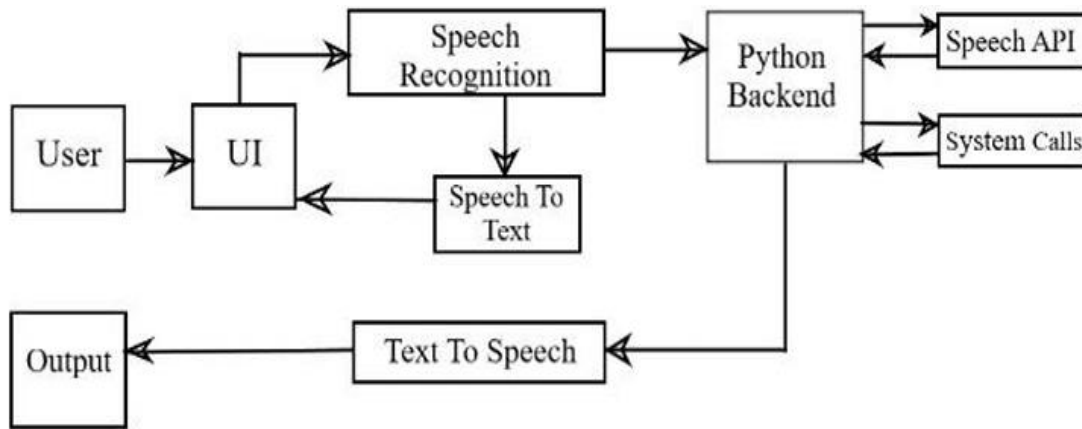 User
UI
Speech
Recognition
Speech To
Text
Python
Backend
Speech API
System Calls
Text To Speech
Output